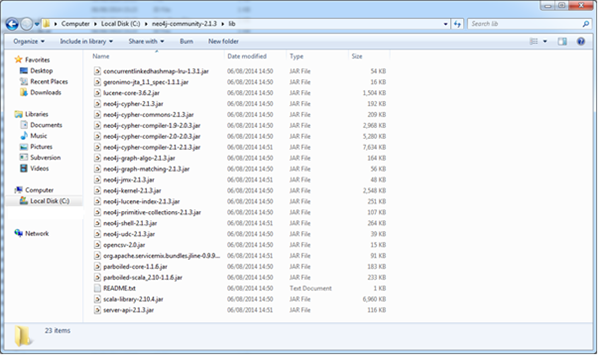 Computer ▸ Local Disk (C:) ▸ neo4j-community-2.1.3 ▸ lib
Search lib
Organize Include in library Share with Burn New folder
Name Date modified Type Size
Favorites
Desktop
Recent Places
Downloads
Libraries
Documents
Music
Pictures
Subversion
Videos
Computer
Local Disk (C:)
Network
concurrentlinkedhashmap-lru-1.3.1.jar 06/08/2014 14:50 JAR File 54 KB
geronimo-jta_1.1_spec-1.1.1.jar 06/08/2014 14:50 JAR File 16 KB
lucene-core-3.6.2.jar 06/08/2014 14:50 JAR File 1,504 KB
neo4j-cypher-2.1.3.jar 06/08/2014 14:50 JAR File 192 KB
neo4j-cypher-commons-2.1.3.jar 06/08/2014 14:50 JAR File 209 KB
neo4j-cypher-compiler-1.9-2.0.3.jar 06/08/2014 14:50 JAR File 2,968 KB
neo4j-cypher-compiler-2.0-2.0.3.jar 06/08/2014 14:50 JAR File 5,280 KB
neo4j-cypher-compiler-2.1-2.1.3.jar 06/08/2014 14:51 JAR File 7,634 KB
neo4j-graph-algo-2.1.3.jar 06/08/2014 14:50 JAR File 164 KB
neo4j-graph-matching-2.1.3.jar 06/08/2014 14:50 JAR File 56 KB
neo4j-jmx-2.1.3.jar 06/08/2014 14:51 JAR File 48 KB
neo4j-kernel-2.1.3.jar 06/08/2014 14:50 JAR File 2,548 KB
neo4j-lucene-index-2.1.3.jar 06/08/2014 14:50 JAR File 251 KB
neo4j-primitive-collections-2.1.3.jar 06/08/2014 14:50 JAR File 107 KB
neo4j-shell-2.1.3.jar 06/08/2014 14:51 JAR File 264 KB
neo4j-udc-2.1.3.jar 06/08/2014 14:50 JAR File 39 KB
opencsv-2.0.jar 06/08/2014 14:50 JAR File 15 KB
org.apache.servicemix.bundles.jline-0.9.9... 06/08/2014 14:51 JAR File 91 KB
parboiled-core-1.1.6.jar 06/08/2014 14:50 JAR File 183 KB
parboiled-scala_2.10-1.1.6.jar 06/08/2014 14:50 JAR File 233 KB
README.txt 06/08/2014 14:50 Text Document 1 KB
scala-library-2.10.4.jar 06/08/2014 14:50 JAR File 6,960 KB
server-api-2.1.3.jar 06/08/2014 14:51 JAR File 116 KB
23 items